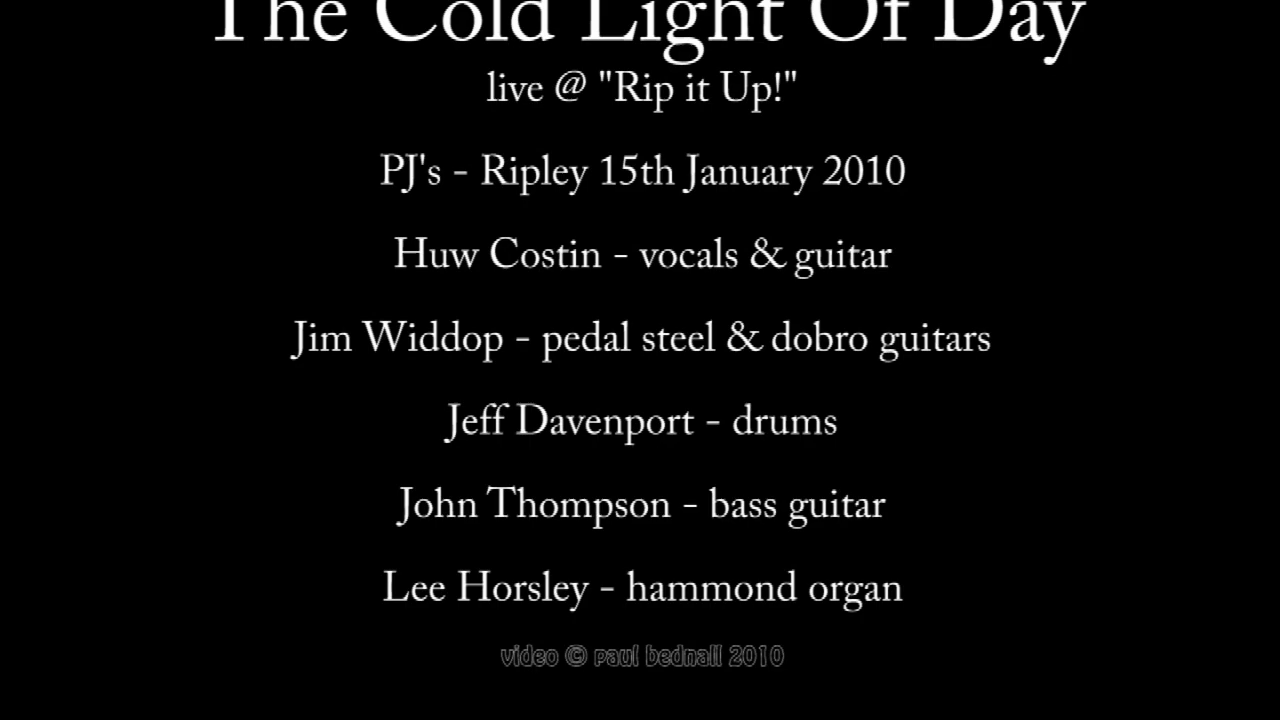 The Cold Light Of Day
live @ "Rip it Up!"
PJ's - Ripley 15th January 2010
Huw Costin - vocals & guitar
Jim Widdop - pedal steel & dobro guitars
Jeff Davenport - drums
John Thompson - bass guitar
Lee Horsley - hammond organ
video © paul bednall 2010